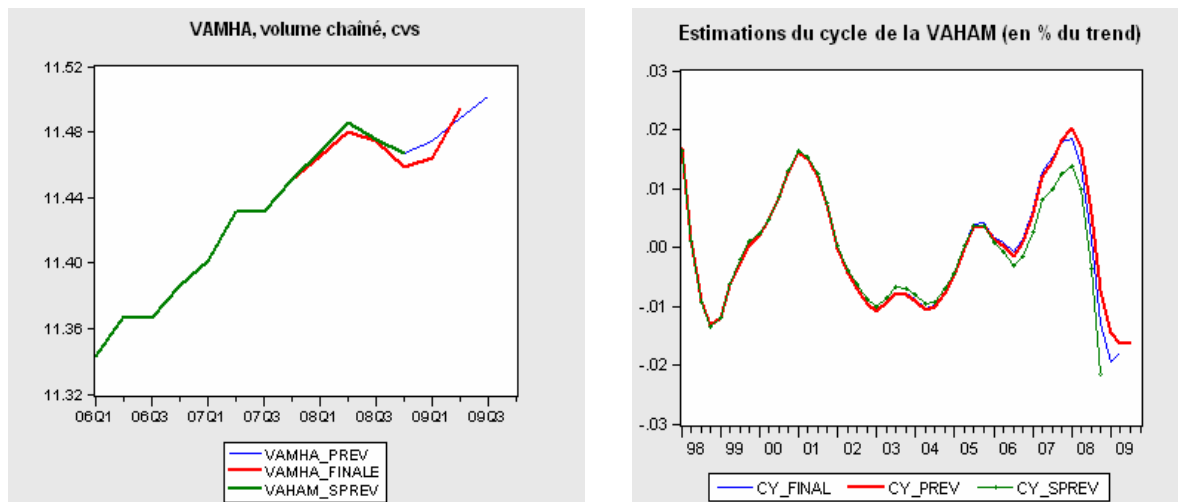 VAMHA, volume chaîné, cvs
11.52
11.48
11.44
11.40
11.36
11.32
06Q1 06Q3 07Q1 07Q3 08Q1 08Q3 09Q1 09Q3
VAMHA_PREV
VAMHA_FINALE
VAHAM_SPREV
Estimations du cycle de la VAHAM (en % du trend)
.03
.02
.01
.00
-.01
-.02
-.03
98 99 00 01 02 03 04 05 06 07 08 09
CY_FINAL CY_PREV CY_SPREV